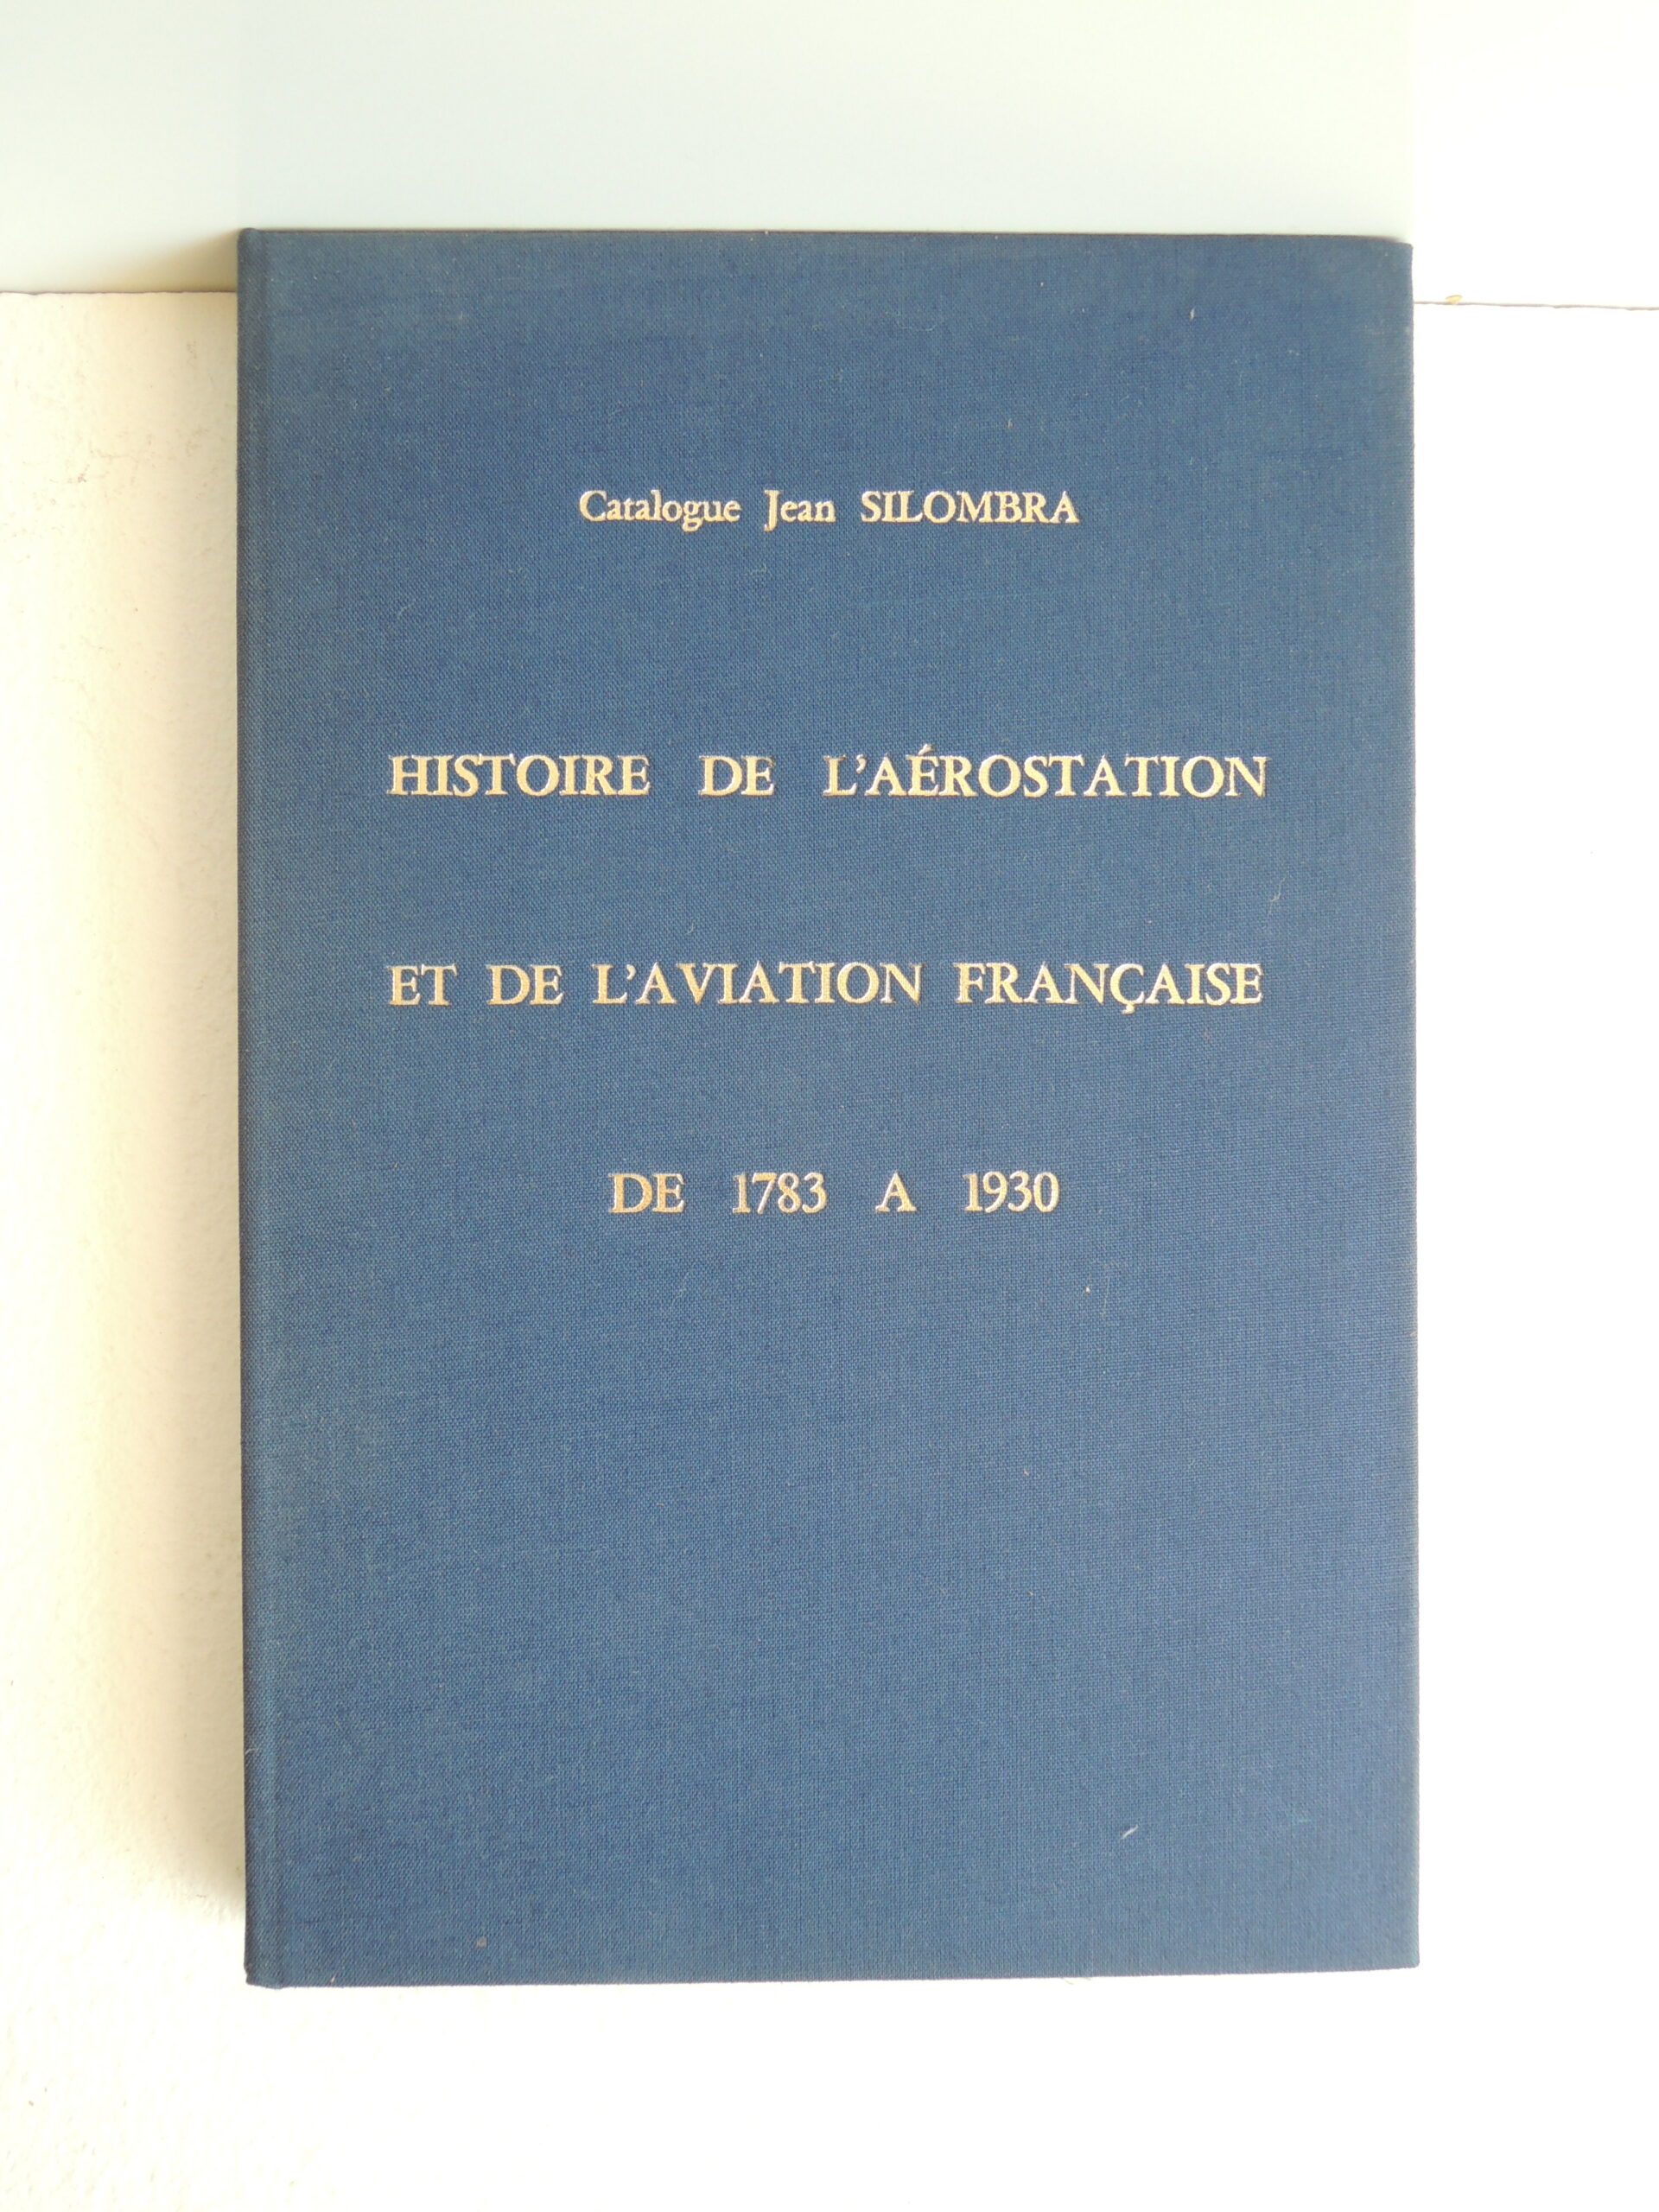 Catalogue Jean SILOMBRA
HISTOIRE DE L'AÉROSTATION
ET DE L'AVIATION FRANÇAISE
DE 1783 A 1930